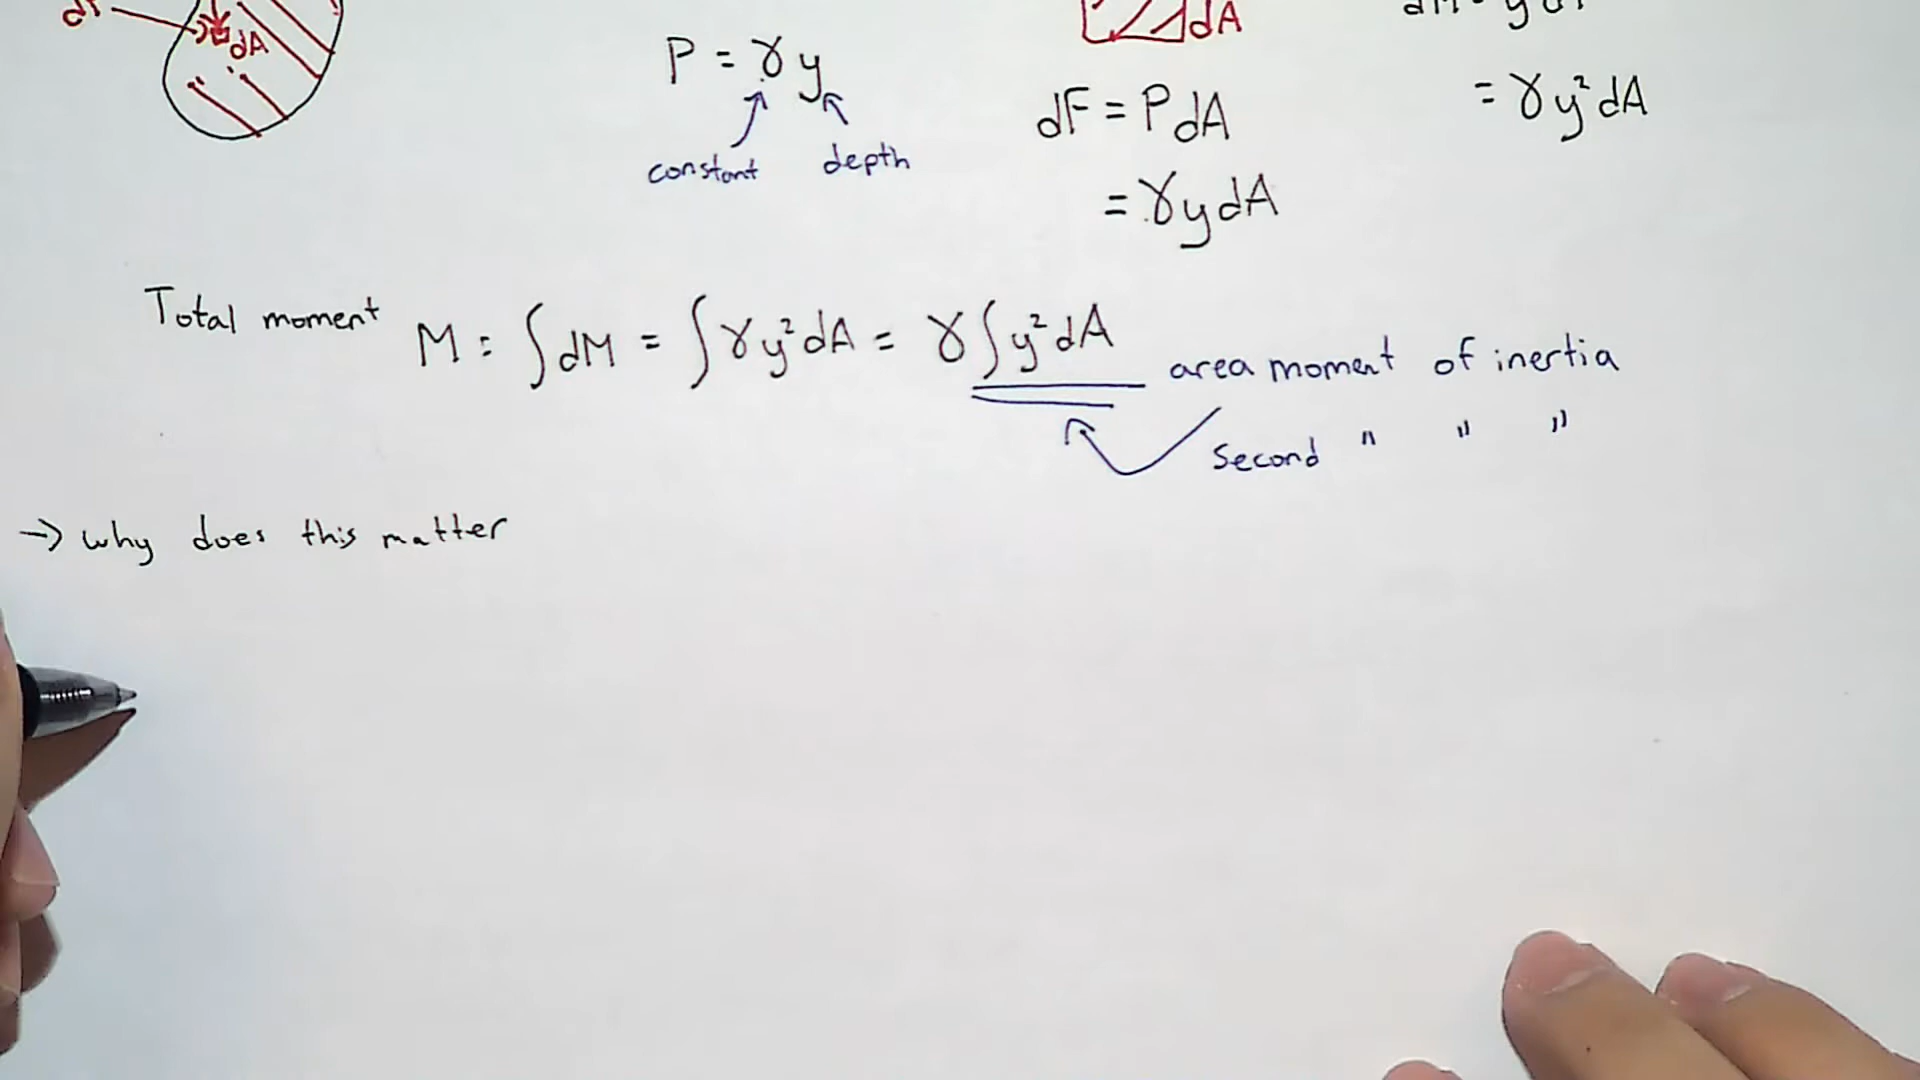 dA
P = γy
constant depth
dA
dF = PdA
= γydA
= γy²dA
Total moment M = ∫dM = ∫γy²dA = γ∫y²dA
area moment of inertia
Second " " "
→ why does this matter